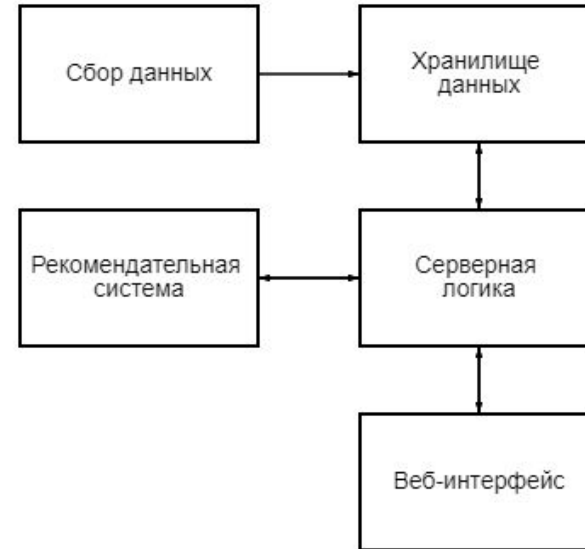 Сбор данных
Хранилище
данных
Рекомендательная
система
Серверная
логика
Веб-интерфейс